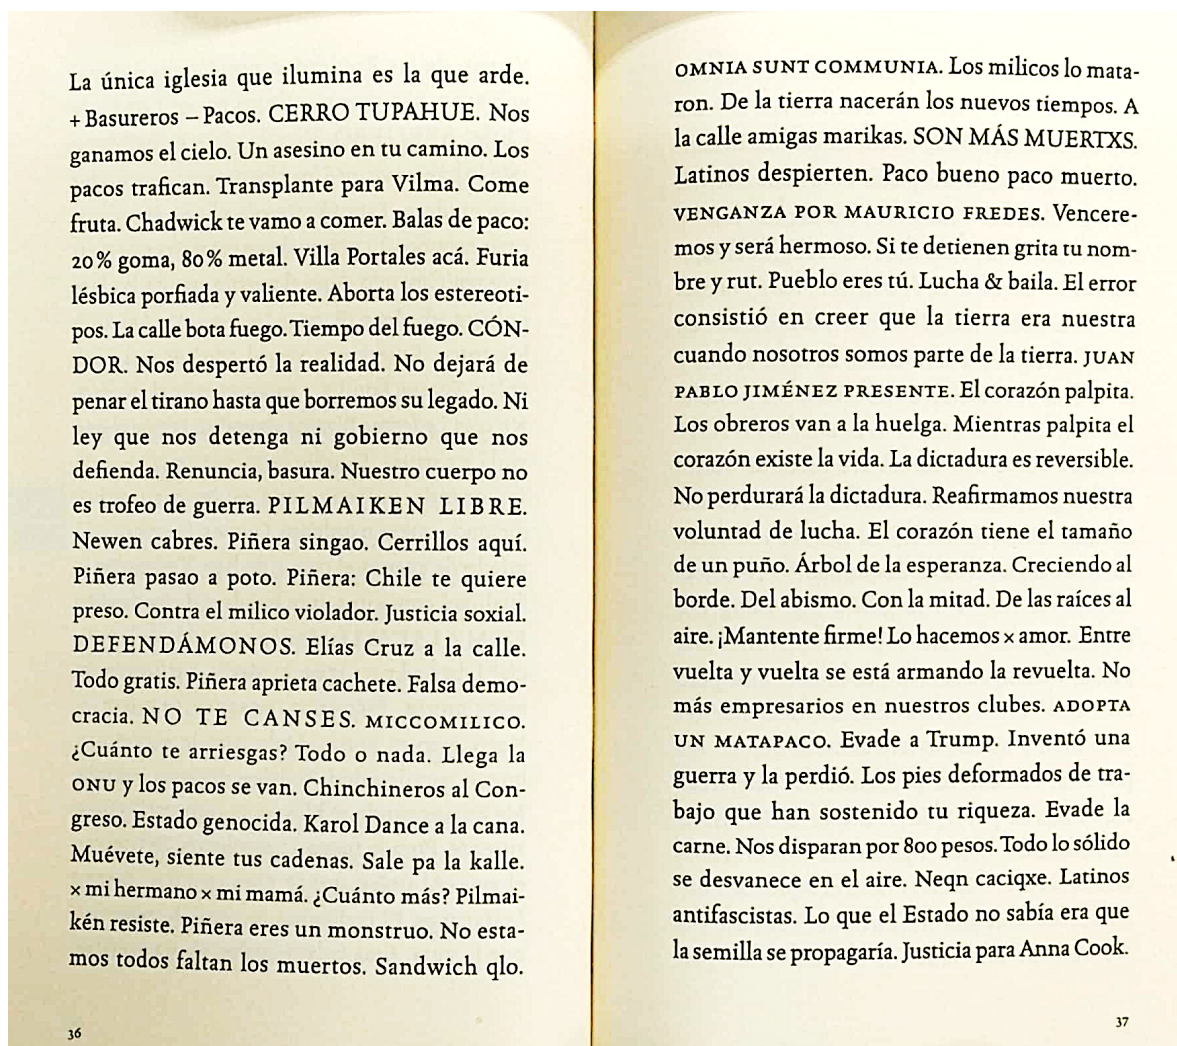 La única iglesia que ilumina es la que arde.
+ Basureros – Pacos. CERRO TUPAHUE. Nos
ganamos el cielo. Un asesino en tu camino. Los
pacos trafican. Transplante para Vilma. Come
fruta. Chadwick te vamo a comer. Balas de paco:
20% goma, 80% metal. Villa Portales acá. Furia
lésbica porfiada y valiente. Aborta los estereoti-
pos. La calle bota fuego. Tiempo del fuego. CÓN-
DOR. Nos despertó la realidad. No dejará de
penar el tirano hasta que borremos su legado. Ni
ley que nos detenga ni gobierno que nos
defienda. Renuncia, basura. Nuestro cuerpo no
es trofeo de guerra. PILMAIKEN LIBRE.
Newen cabres. Piñera singao. Cerrillos aquí.
Piñera pasao a poto. Piñera: Chile te quiere
preso. Contra el milico violador. Justicia soxial.
DEFENDÁMONOS. Elías Cruz a la calle.
Todo gratis. Piñera aprieta cachete. Falsa demo-
cracia. NO TE CANSES. MICCOMILICO.
¿Cuánto te arriesgas? Todo o nada. Llega la
ONU y los pacos se van. Chinchineros al Con-
greso. Estado genocida. Karol Dance a la cana.
Muévete, siente tus cadenas. Sale pa la kalle.
× mi hermano × mi mamá. ¿Cuánto más? Pilmai-
kén resiste. Piñera eres un monstruo. No esta-
mos todos faltan los muertos. Sandwich qlo.
36
OMNIA SUNT COMMUNIA. Los milicos lo mata-
ron. De la tierra nacerán los nuevos tiempos. A
la calle amigas marikas. SON MÁS MUERTXS.
Latinos despierten. Paco bueno paco muerto.
VENGANZA POR MAURICIO FREDES. Vencere-
mos y será hermoso. Si te detienen grita tu nom-
bre y rut. Pueblo eres tú. Lucha & baila. El error
consistió en creer que la tierra era nuestra
cuando nosotros somos parte de la tierra. JUAN
PABLO JIMÉNEZ PRESENTE. El corazón palpita.
Los obreros van a la huelga. Mientras palpita el
corazón existe la vida. La dictadura es reversible.
No perdurará la dictadura. Reafirmamos nuestra
voluntad de lucha. El corazón tiene el tamaño
de un puño. Árbol de la esperanza. Creciendo al
borde. Del abismo. Con la mitad. De las raíces al
aire. ¡Mantente firme! Lo hacemos × amor. Entre
vuelta y vuelta se está armando la revuelta. No
más empresarios en nuestros clubes. ADOPTA
UN MATAPACO. Evade a Trump. Inventó una
guerra y la perdió. Los pies deformados de tra-
bajo que han sostenido tu riqueza. Evade la
carne. Nos disparan por 800 pesos. Todo lo sólido
se desvanece en el aire. Neqn caciqxe. Latinos
antifascistas. Lo que el Estado no sabía era que
la semilla se propagaría. Justicia para Anna Cook.
37